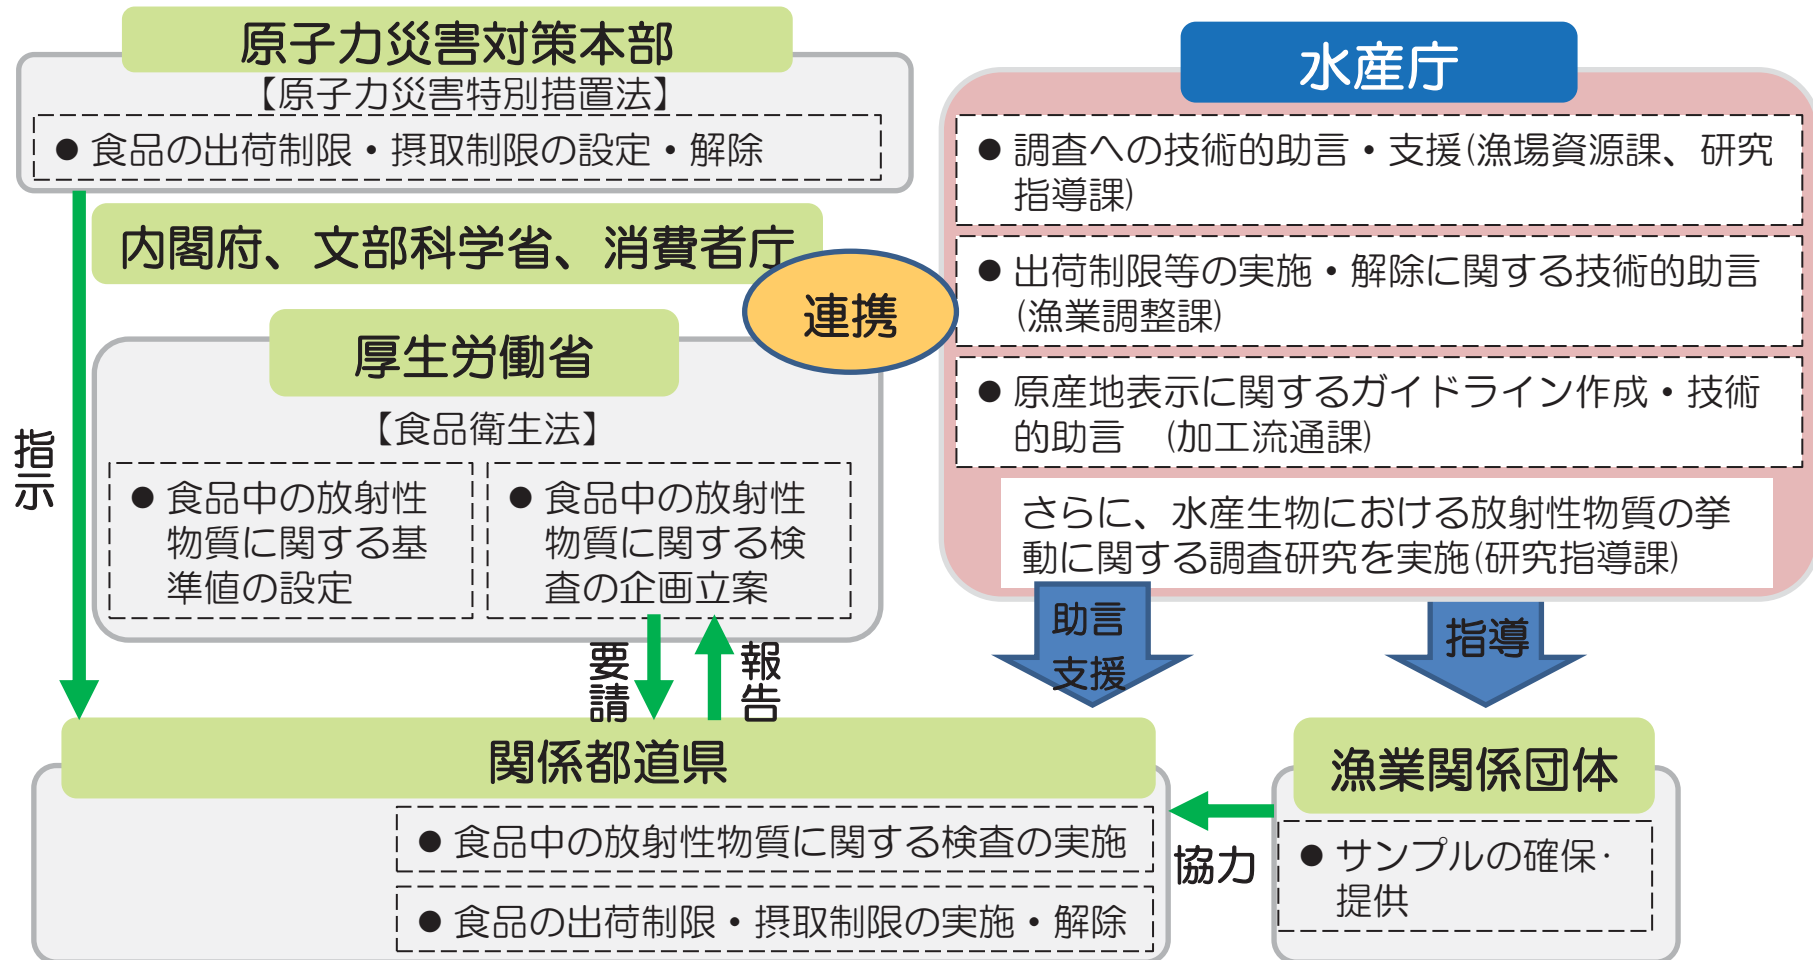 原子力災害対策本部
【原子力災害特別措置法】
● 食品の出荷制限・摂取制限の設定・解除
内閣府、文部科学省、消費者庁
連携
厚生労働省
【食品衛生法】
● 食品中の放射性
物質に関する基
準値の設定
● 食品中の放射性
物質に関する検
査の企画立案
指示
要請
報告
水産庁
● 調査への技術的助言・支援(漁場資源課、研究
指導課)
● 出荷制限等の実施・解除に関する技術的助言
(漁業調整課)
● 原産地表示に関するガイドライン作成・技術
的助言　(加工流通課)
さらに、水産生物における放射性物質の挙
動に関する調査研究を実施(研究指導課)
助言
支援
指導
関係都道県
● 食品中の放射性物質に関する検査の実施
● 食品の出荷制限・摂取制限の実施・解除
協力
漁業関係団体
● サンプルの確保・
提供